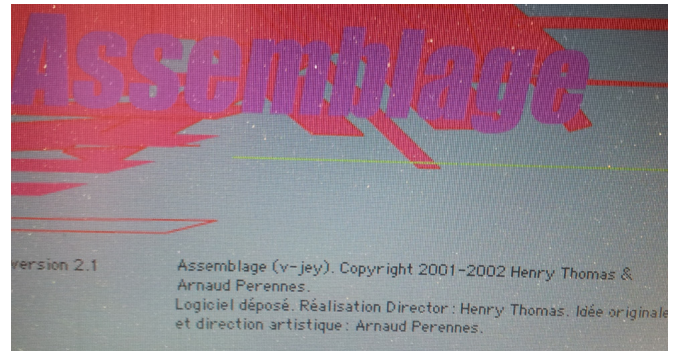 Assemblage
version 2.1
Assemblage (v-jey). Copyright 2001-2002 Henry Thomas &
Arnaud Perennes.
Logiciel déposé. Réalisation Director : Henry Thomas. Idée originale
et direction artistique : Arnaud Perennes.